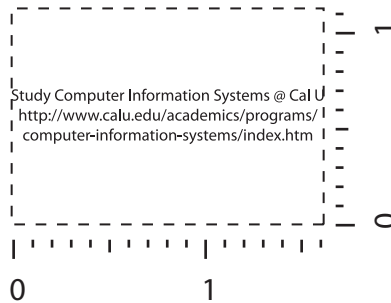 Study Computer Information Systems @ Cal U
http://www.calu.edu/academics/programs/
computer-information-systems/index.htm
1
0
0
1